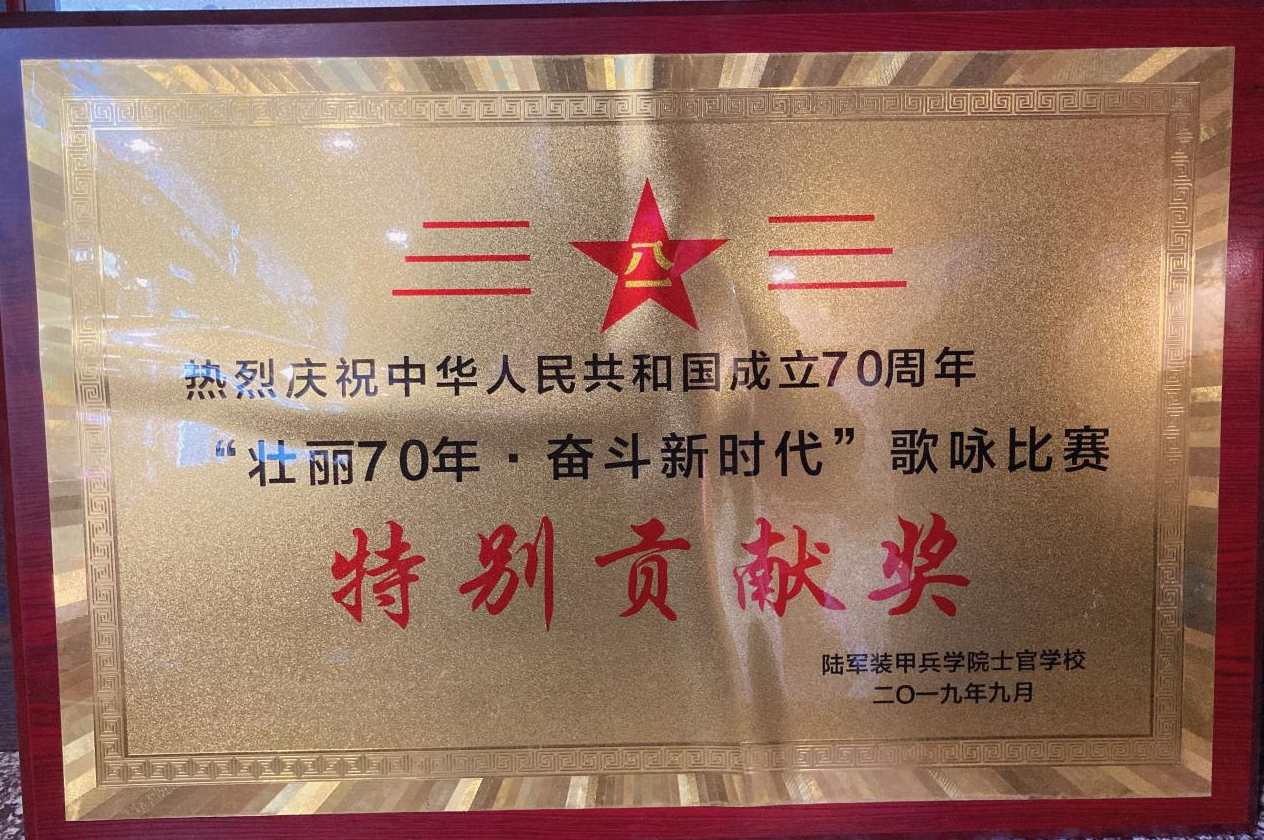 八一
热烈庆祝中华人民共和国成立70周年
“壮丽70年·奋斗新时代”歌咏比赛
特别贡献奖
陆军装甲兵学院士官学校
二〇一九年九月